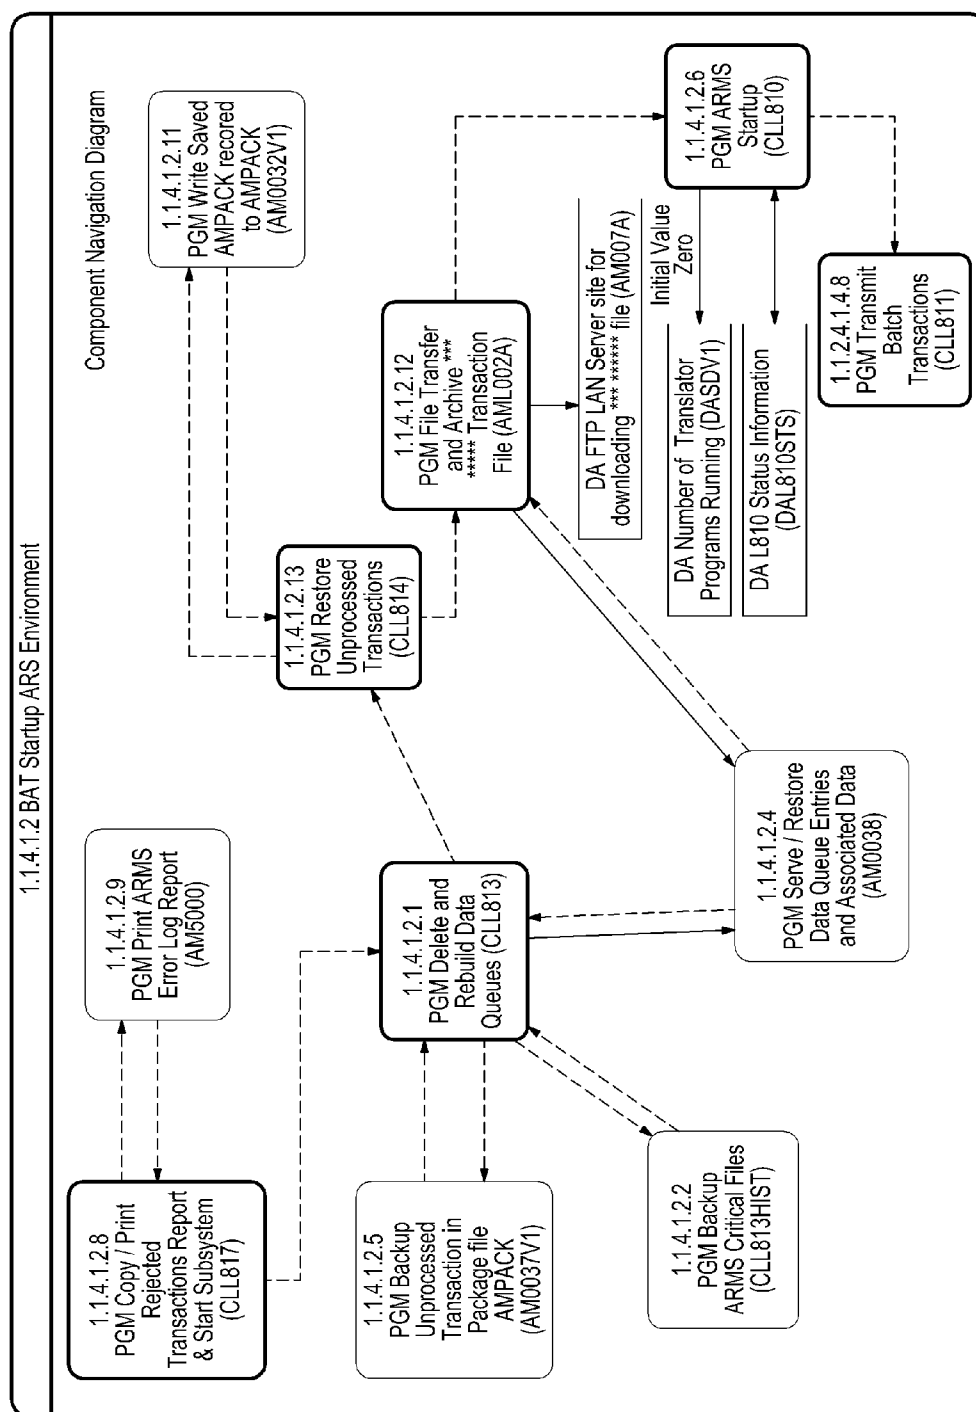 1.1.4.1.2 BAT Startup ARS Environment
Component Navigation Diagram
1.1.4.1.2.8
PGM Copy / Print
Rejected
Transactions Report
& Start Subsystem
(CLL817)
1.1.4.1.2.9
PGM Print ARMS
Error Log Report
(AM5000)
1.1.4.1.2.11
PGM Write Saved
AMPACK recored
to AMPACK
(AM0032V1)
1.1.4.1.2.5
PGM Backup
Unprocessed
Transaction in
Package file
AMPACK
(AM0037V1)
1.1.4.1.2.1
PGM Delete and
Rebuild Data
Queues (CLL813)
1.1.4.1.2.13
PGM Restore
Unprocessed
Transactions
(CLL814)
1.1.4.1.2.12
PGM File Transfer
and Archive ***
***** Transaction
File (AML002A)
DA FTP LAN Server site for
downloading *** ****** file (AM007A)
Initial Value
Zero
1.1.4.1.2.6
PGM ARMS
Startup
(CLL810)
DA Number of Translator
Programs Running (DASDV1)
DA L810 Status Information
(DAL810STS)
1.1.4.1.2.2
PGM Backup
ARMS Critical Files
(CLL813HIST)
1.1.4.1.2.4
PGM Serve / Restore
Data Queue Entries
and Associated Data
(AM0038)
1.1.2.4.1.4.8
PGM Transmit
Batch
Transactions
(CLL811)